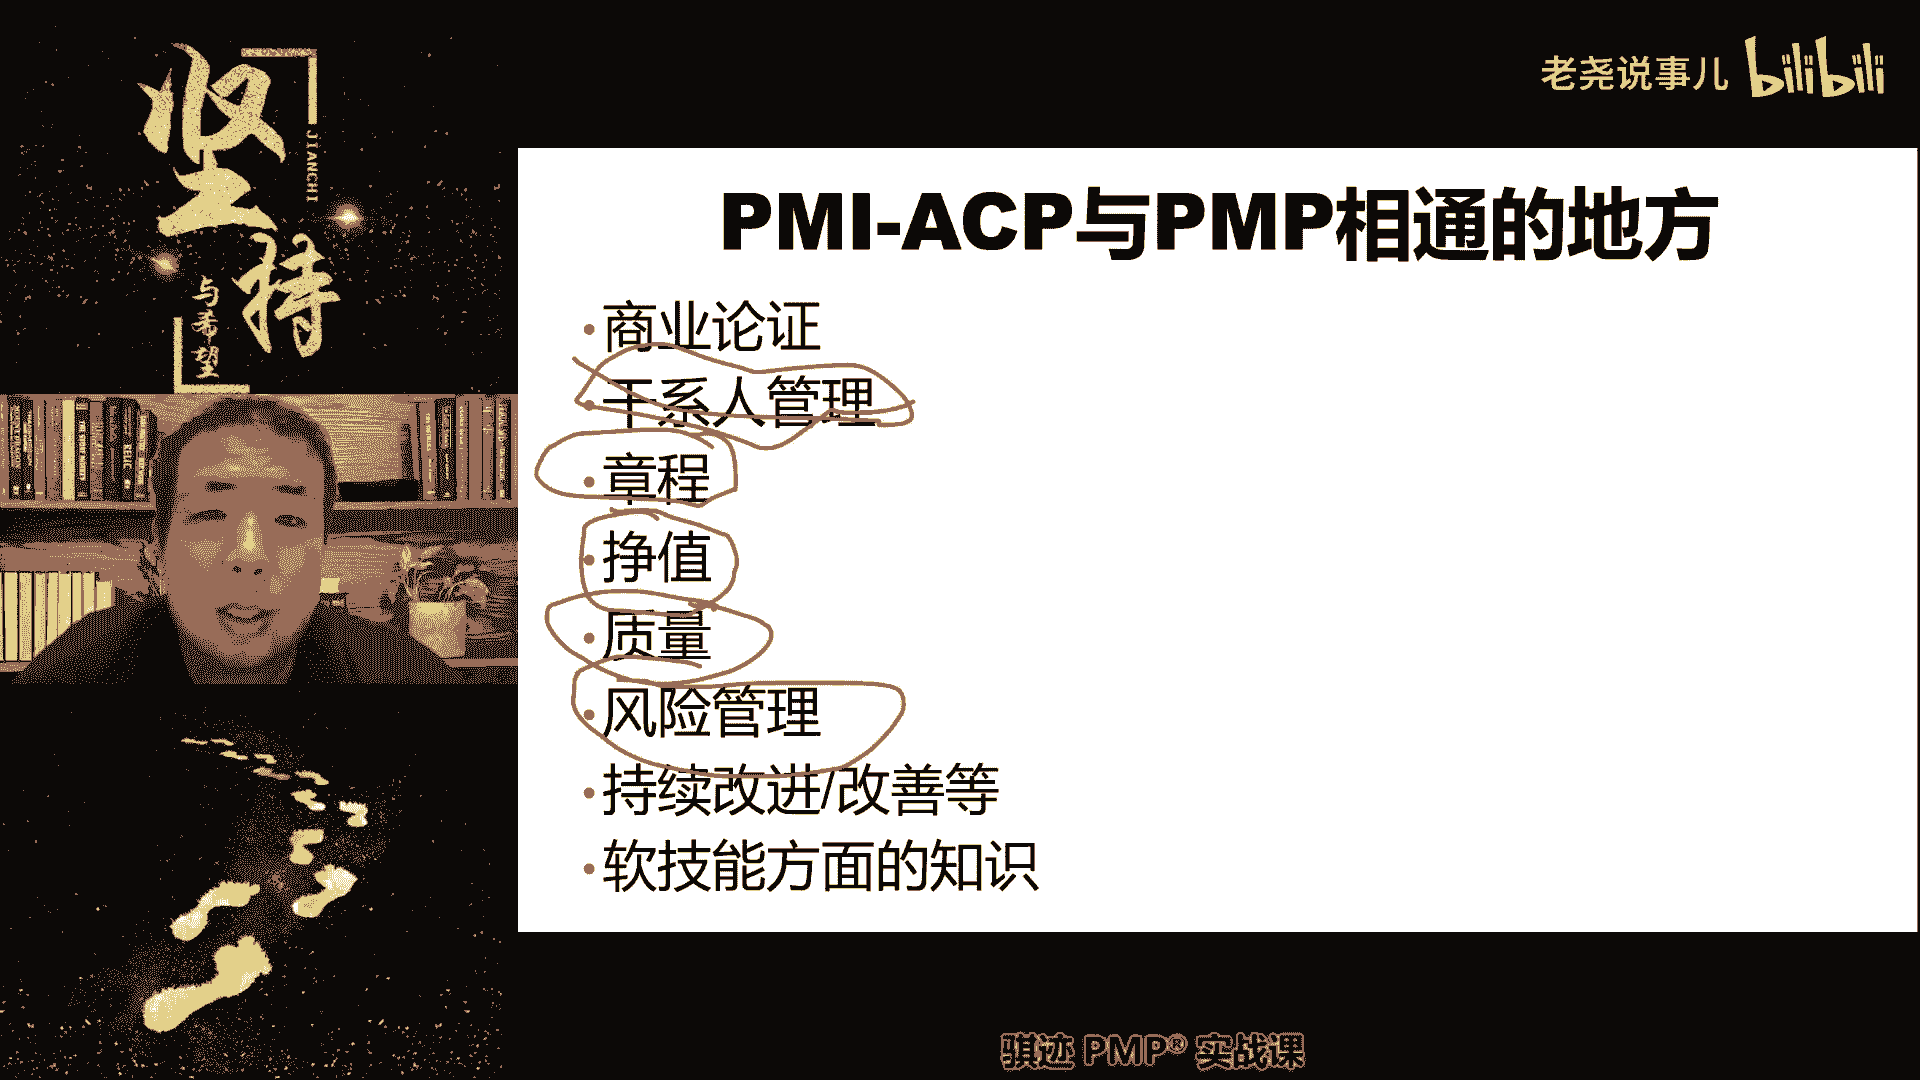 坚持
JIANCHI
与希望
老尧说事儿 bilibili
PMI-ACP与PMP相通的地方
•商业论证
•干系人管理
•章程
•挣值
•质量
•风险管理
•持续改进/改善等
•软技能方面的知识
骐迹 PMP® 实战课